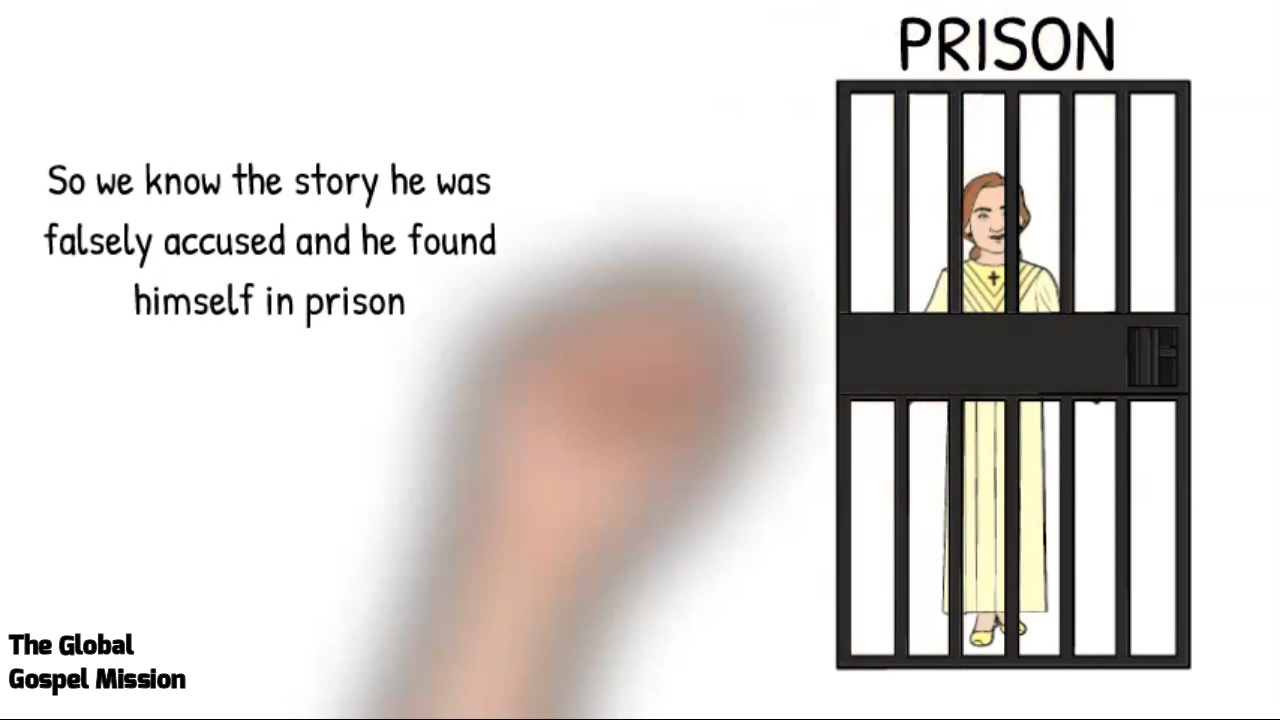 PRISON
So we know the story he was
falsely accused and he found
himself in prison
The Global
Gospel Mission